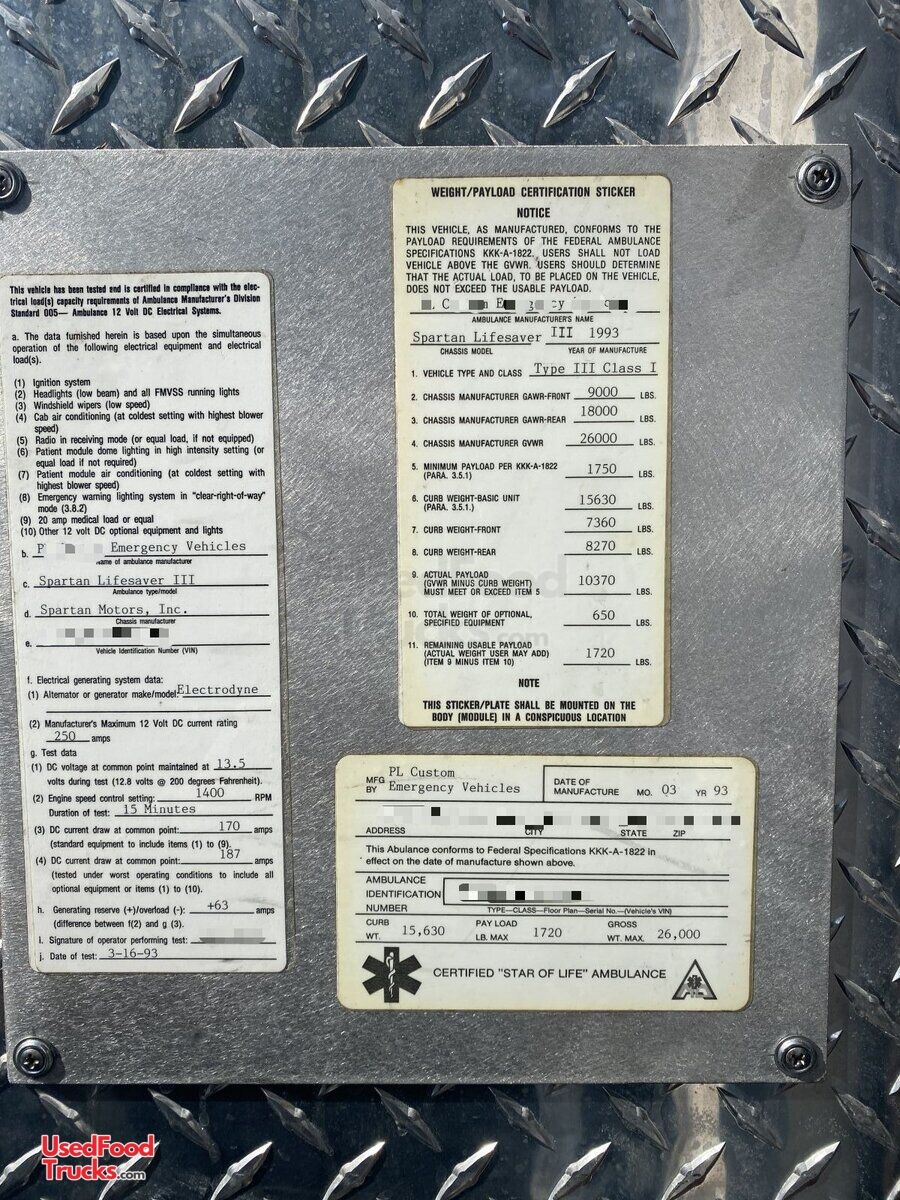 This vehicle has been tested and is certified in compliance with the elec-
trical load(s) capacity requirements of Ambulance Manufacturer's Division
Standard 005— Ambulance 12 Volt DC Electrical Systems.
a. The data furnished herein is based upon the simultaneous
operation of the following electrical equipment and electrical
load(s).
(1) Ignition system
(2) Headlights (low beam) and all FMVSS running lights
(3) Windshield wipers (low speed)
(4) Cab air conditioning (at coldest setting with highest blower
speed)
(5) Radio in receiving mode (or equal load, if not equipped)
(6) Patient module dome lighting in high intensity setting (or
equal load if not required)
(7) Patient module air conditioning (at coldest setting with
highest blower speed)
(8) Emergency warning lighting system in "clear-right-of-way"
mode (3.8.2)
(9) 20 amp medical load or equal
(10) Other 12 volt DC optional equipment and lights
b. Emergency Vehicles
Name of ambulance manufacturer
c. Spartan Lifesaver III
Ambulance type/model
d. Spartan Motors, Inc.
Chassis manufacturer
e.
Vehicle Identification Number (VIN)
f. Electrical generating system data:
(1) Alternator or generator make/model: Electrodyne
(2) Manufacturer's Maximum 12 Volt DC current rating
250 amps
g. Test data
(1) DC voltage at common point maintained at 13.5
volts during test (12.8 volts @ 200 degrees Fahrenheit).
(2) Engine speed control setting: 1400 RPM
Duration of test: 15 Minutes
(3) DC current draw at common point: 170 amps
(standard equipment to include items (1) to (9).
(4) DC current draw at common point: 187 amps
(tested under worst operating conditions to include all
optional equipment or items (1) to (10).
h. Generating reserve (+)/overload (-): +63 amps
(difference between f(2) and g (3).
i. Signature of operator performing test:
j. Date of test: 3-16-93
WEIGHT/PAYLOAD CERTIFICATION STICKER
NOTICE
THIS VEHICLE, AS MANUFACTURED, CONFORMS TO THE
PAYLOAD REQUIREMENTS OF THE FEDERAL AMBULANCE
SPECIFICATIONS KKK-A-1822. USERS SHALL NOT LOAD
VEHICLE ABOVE THE GVWR. USERS SHOULD DETERMINE
THAT THE ACTUAL LOAD, TO BE PLACED ON THE VEHICLE,
DOES NOT EXCEED THE USABLE PAYLOAD.
AMBULANCE MANUFACTURER'S NAME
Spartan Lifesaver III 1993
CHASSIS MODEL YEAR OF MANUFACTURE
1. VEHICLE TYPE AND CLASS Type III Class I
2. CHASSIS MANUFACTURER GAWR-FRONT 9000 LBS.
3. CHASSIS MANUFACTURER GAWR-REAR 18000 LBS.
4. CHASSIS MANUFACTURER GVWR 26000 LBS.
5. MINIMUM PAYLOAD PER KKK-A-1822
(PARA. 3.5.1) 1750 LBS.
6. CURB WEIGHT-BASIC UNIT
(PARA. 3.5.1.) 15630 LBS.
7. CURB WEIGHT-FRONT 7360 LBS.
8. CURB WEIGHT-REAR 8270 LBS.
9. ACTUAL PAYLOAD
(GVWR MINUS CURB WEIGHT) 10370
MUST MEET OR EXCEED ITEM 5 LBS.
10. TOTAL WEIGHT OF OPTIONAL,
SPECIFIED EQUIPMENT 650 LBS.
11. REMAINING USABLE PAYLOAD
(ACTUAL WEIGHT USER MAY ADD) 1720
(ITEM 9 MINUS ITEM 10) LBS.
NOTE
THIS STICKER/PLATE SHALL BE MOUNTED ON THE
BODY (MODULE) IN A CONSPICUOUS LOCATION
MFG BY PL Custom
Emergency Vehicles
DATE OF
MANUFACTURE MO. 03 YR 93
ADDRESS CITY STATE ZIP
This Abulance conforms to Federal Specifications KKK-A-1822 in
effect on the date of manufacture shown above.
AMBULANCE
IDENTIFICATION
NUMBER TYPE—CLASS—Floor Plan—Serial No.—(Vehicle's VIN)
CURB WT. 15,630 PAY LOAD LB. MAX 1720 GROSS WT. MAX. 26,000
CERTIFIED "STAR OF LIFE" AMBULANCE
UsedFood
Trucks.com